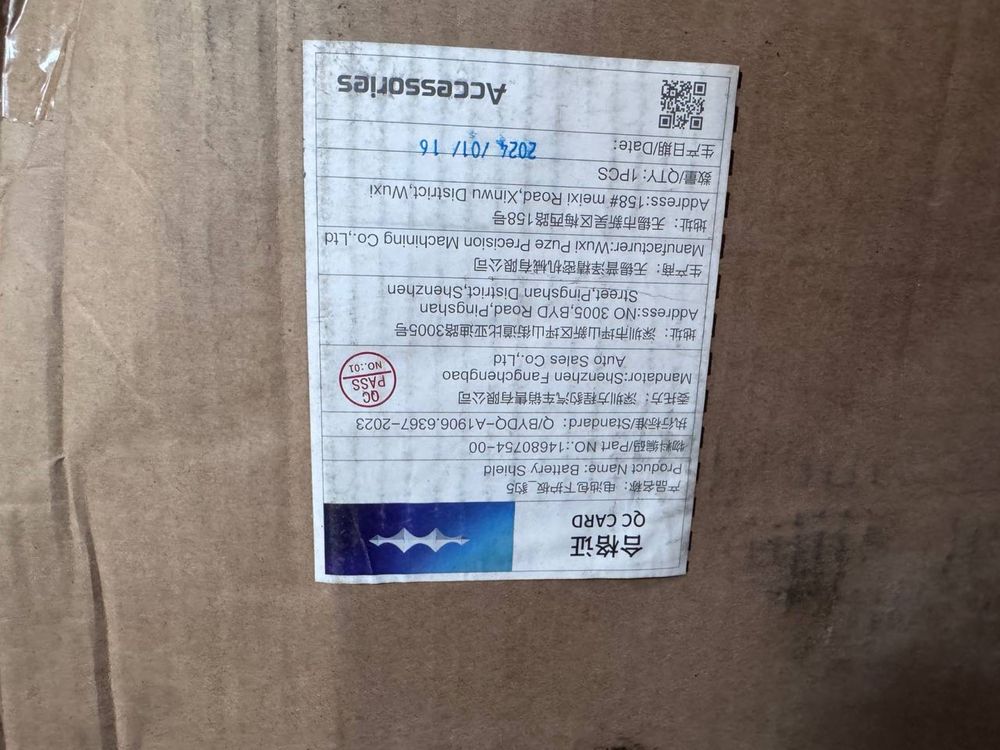 合格证
QC CARD
产品名称：电池包下护板_豹5
Product Name: Battery Shield
物料编码/Part NO.:14680754-00
执行标准/Standard：Q/BYDQ-A1906.6367-2023
委托方：深圳方程豹汽车销售有限公司
Mandator:Shenzhen Fangchengbao
Auto Sales Co.,Ltd
QC
PASS
NO.:01
地址：深圳市坪山新区坪山街道比亚迪路3005号
Address:NO 3005,BYD Road,Pingshan
Street,Pingshan District,Shenzhen
生产商：无锡普泽精密机械有限公司
Manufacturer:Wuxi Puze Precision Machining Co.,Ltd
地址：无锡市新吴区梅西路158号
Address:158# meixi Road,Xinwu District,Wuxi
数量/QTY: 1PCS
生产日期/Date: 2024/01/16
Accessories